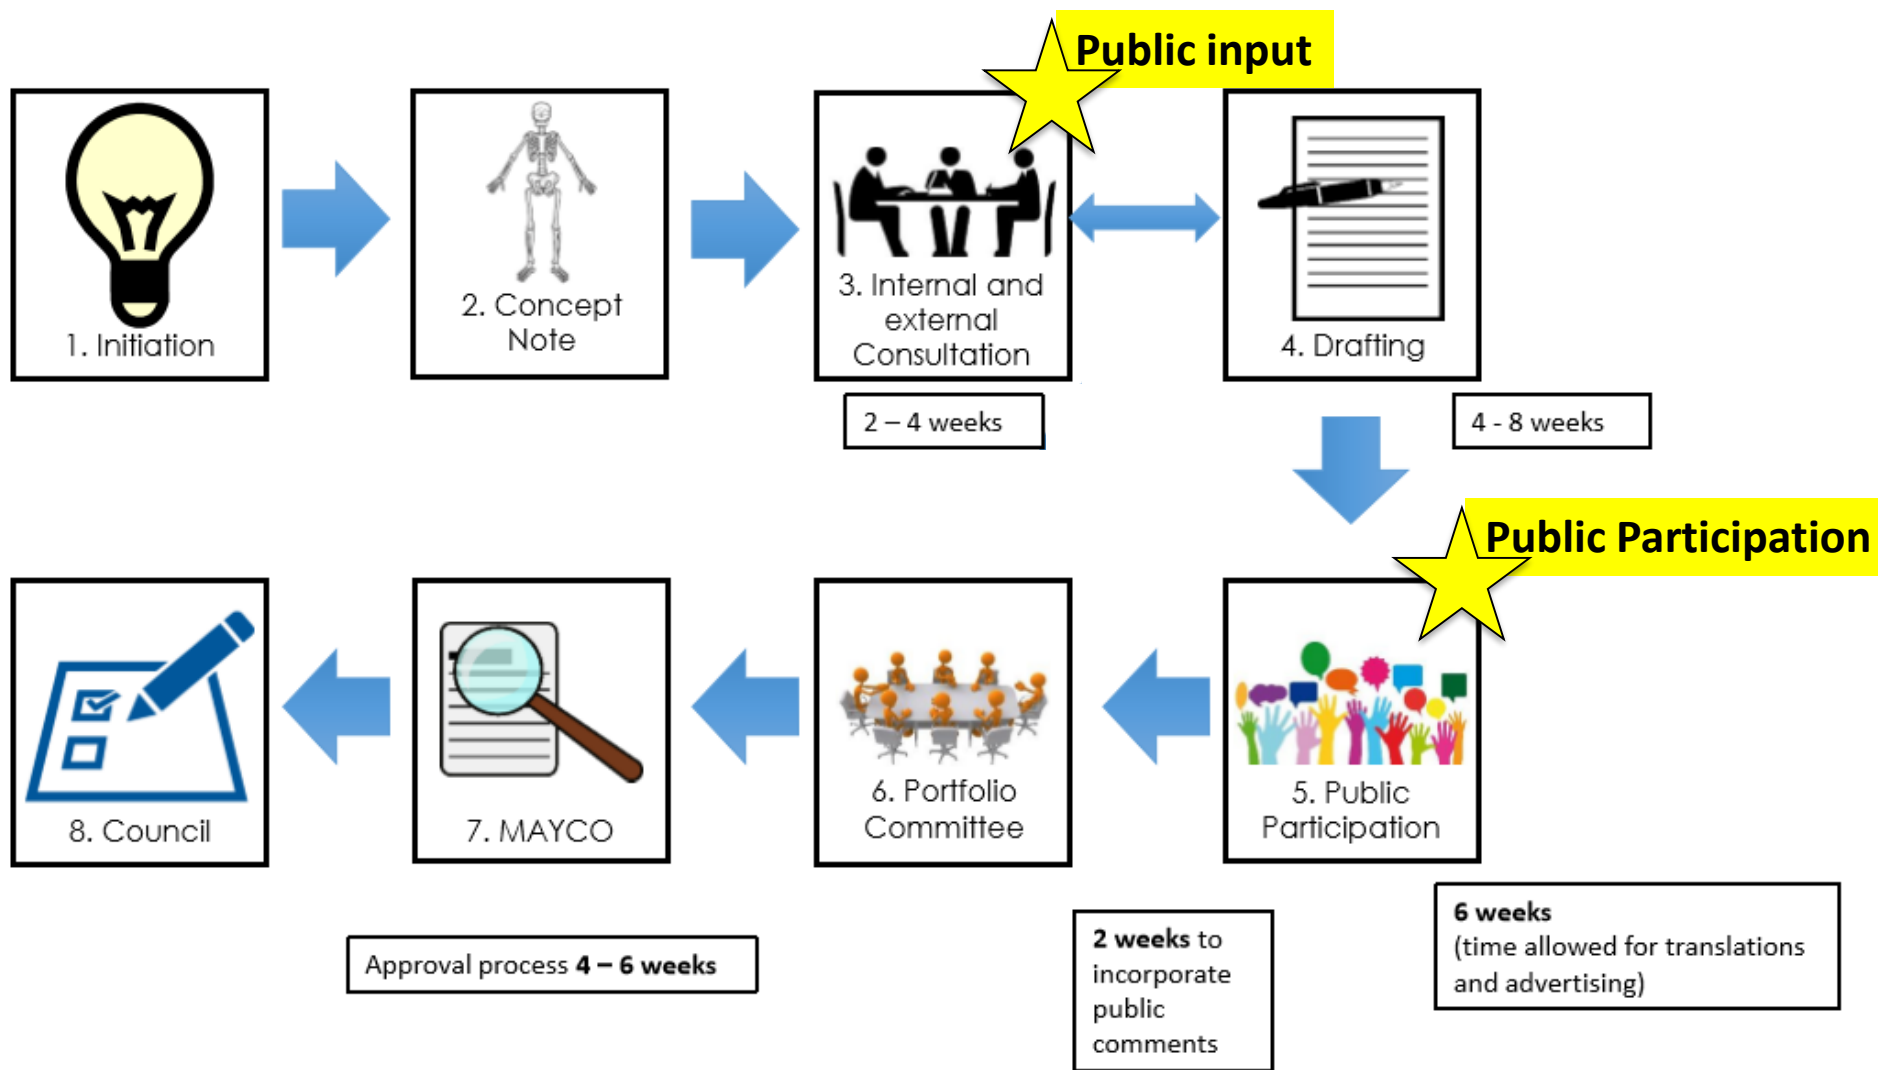 Public input
1. Initiation
2. Concept
Note
3. Internal and
external
Consultation
4. Drafting
2 – 4 weeks
4 - 8 weeks
Public Participation
8. Council
7. MAYCO
6. Portfolio
Committee
5. Public
Participation
Approval process 4 – 6 weeks
2 weeks to
incorporate
public
comments
6 weeks
(time allowed for translations
and advertising)